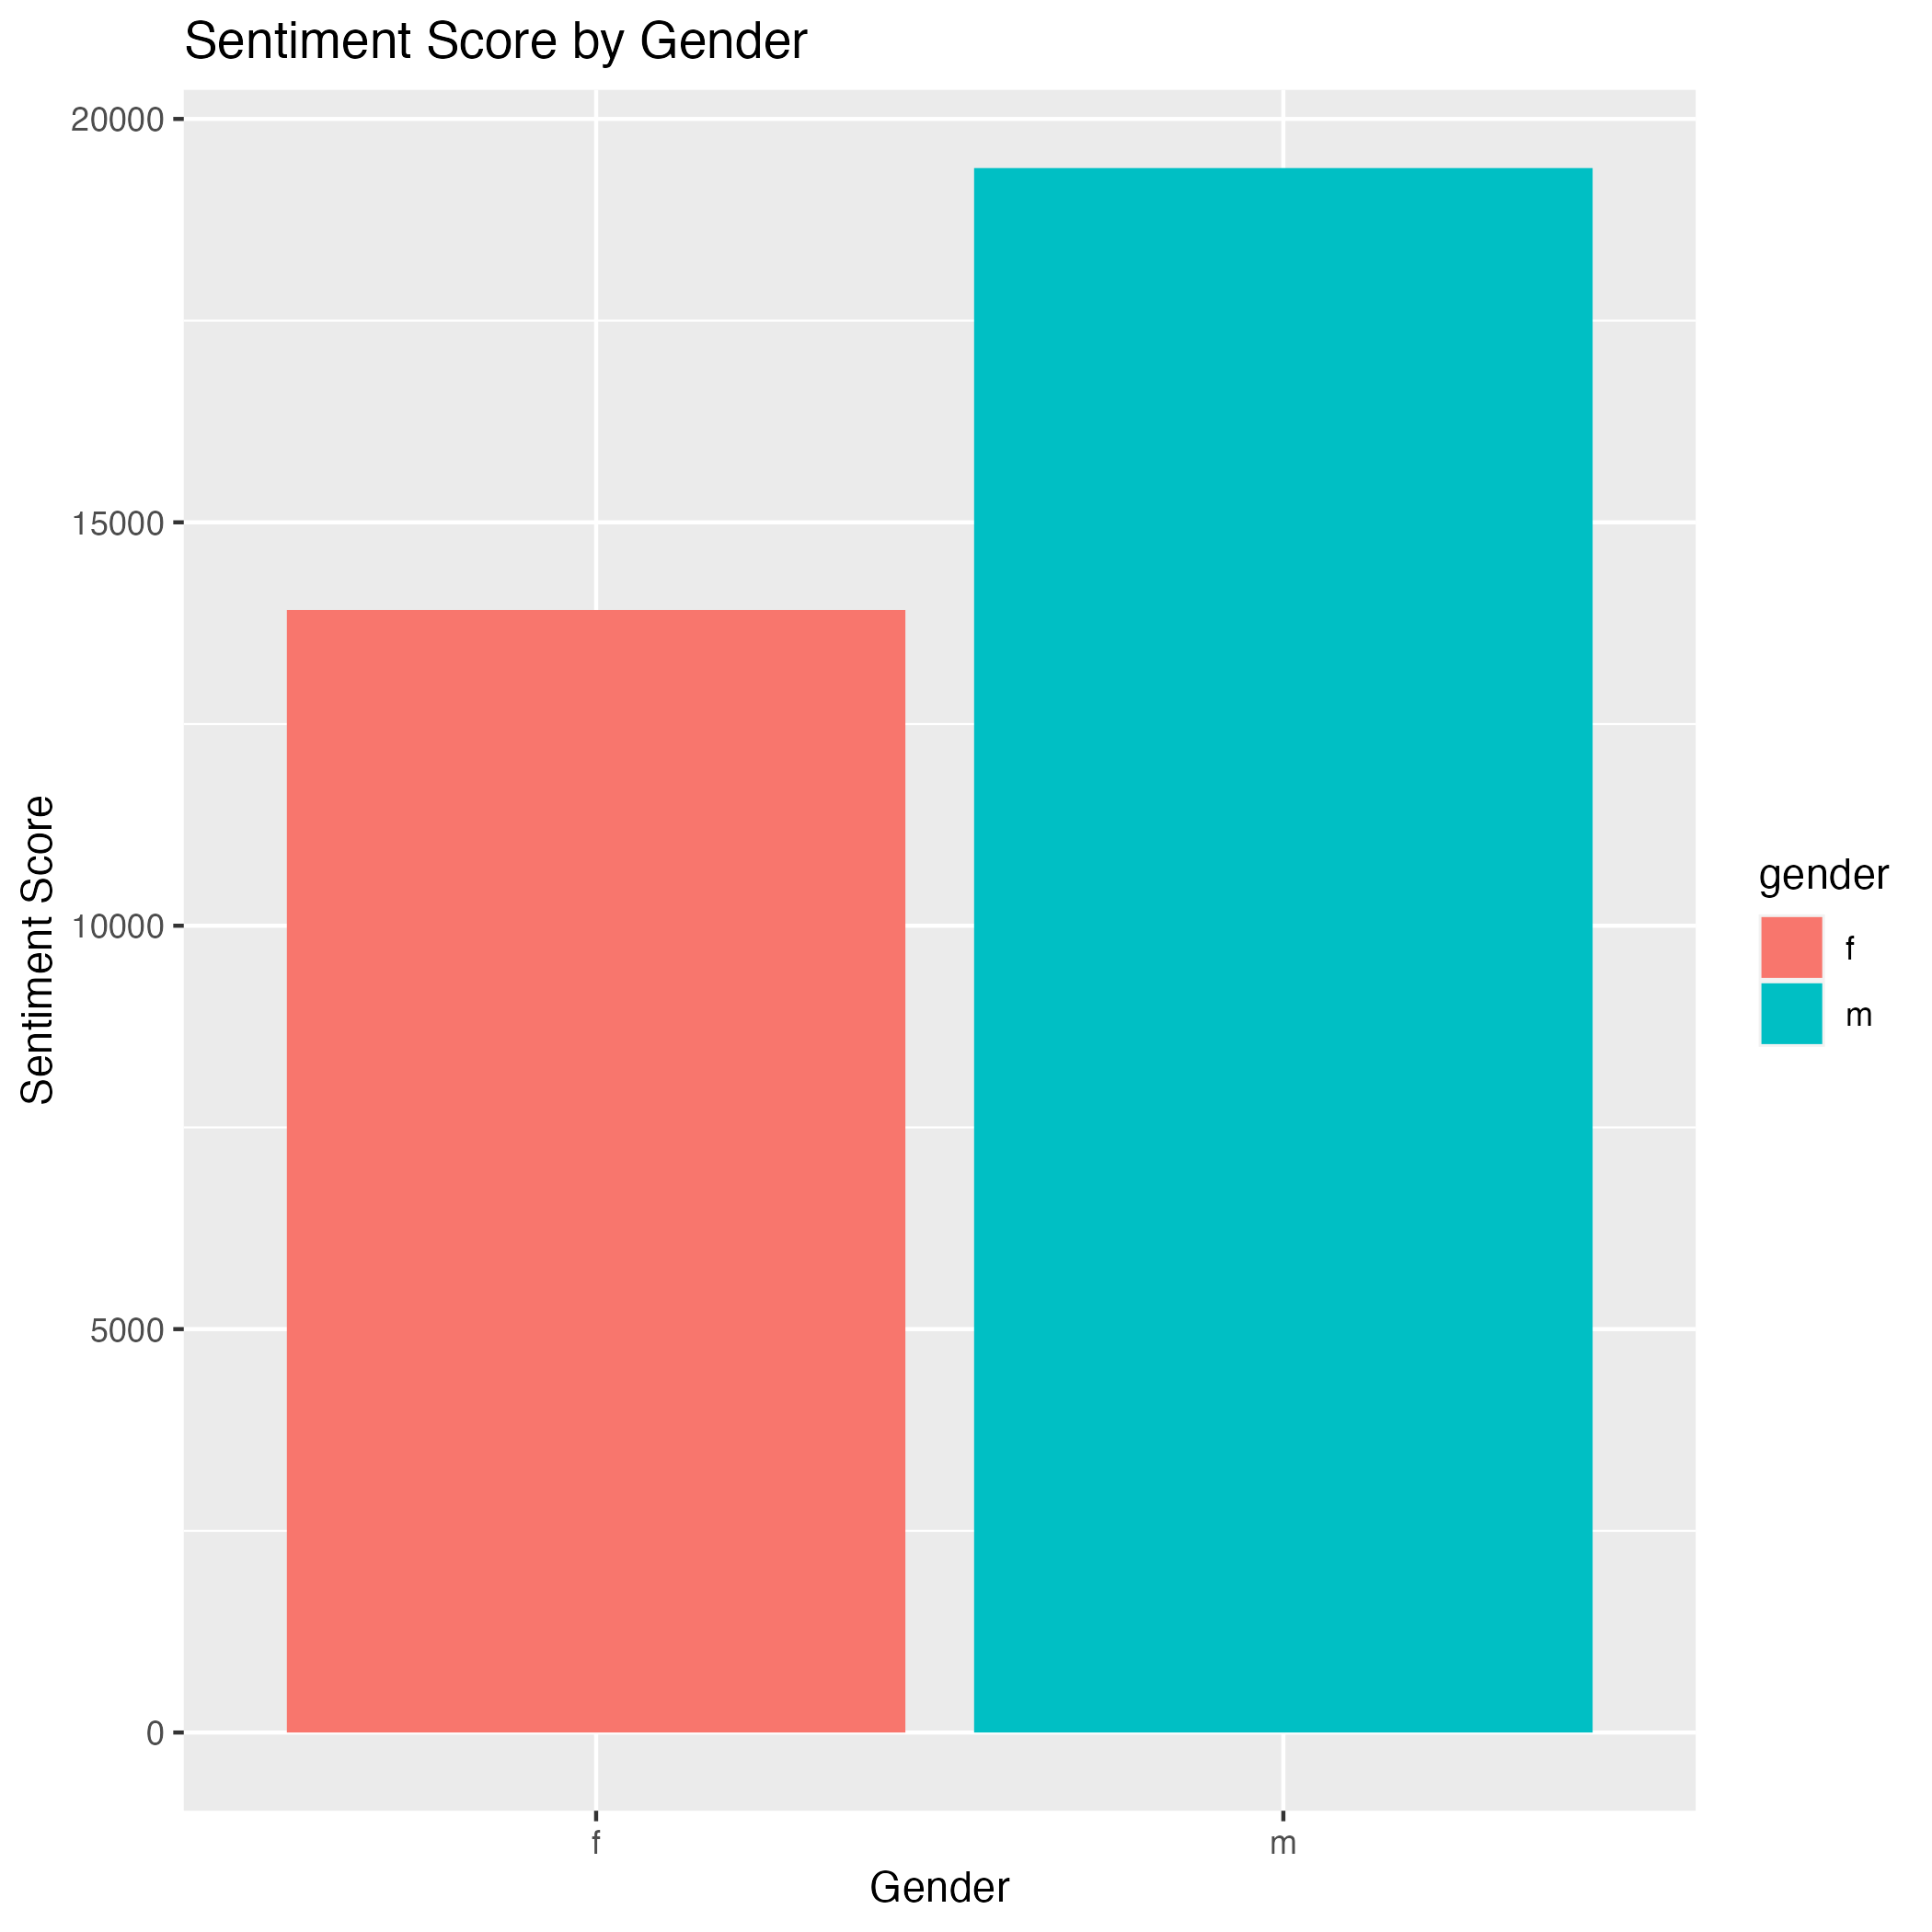 Sentiment Score by Gender
Sentiment Score
20000
15000
10000
5000
0
f
m
Gender
gender
f
m